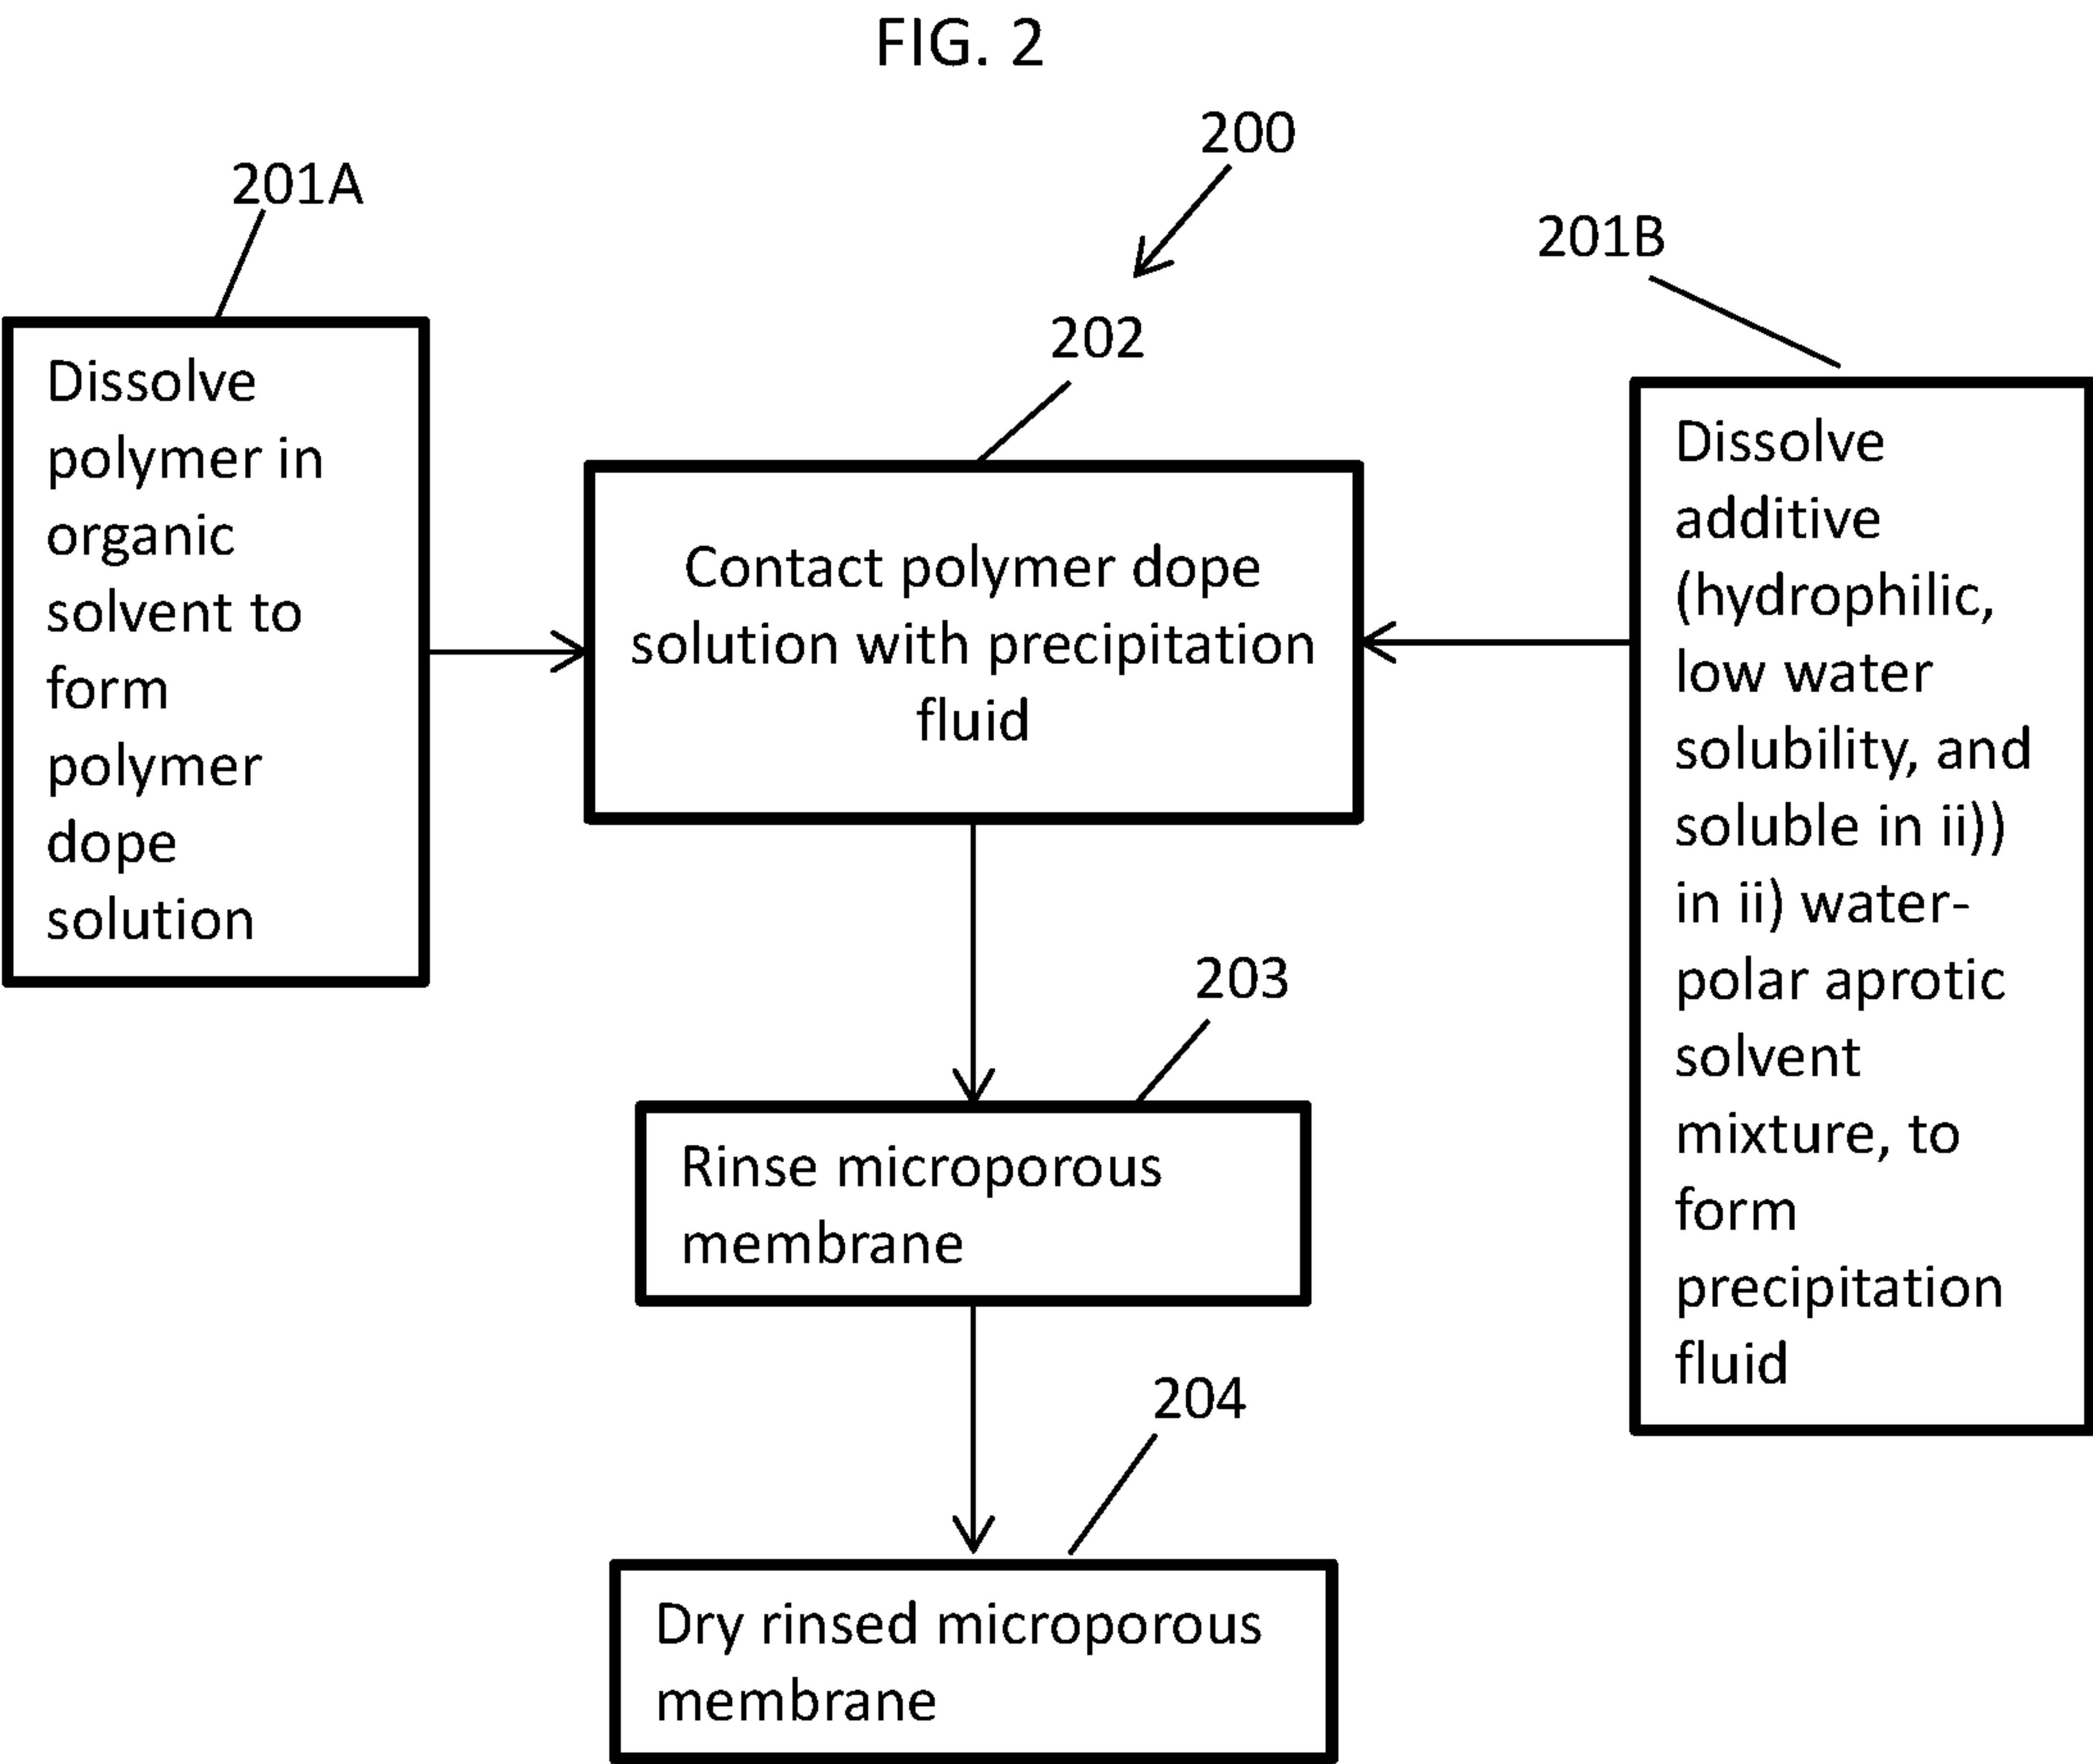 FIG. 2
200
201A
201B
202
Dissolve
polymer in
organic
solvent to
form
polymer
dope
solution
Contact polymer dope
solution with precipitation
fluid
Dissolve
additive
(hydrophilic,
low water
solubility, and
soluble in ii))
in ii) water-
polar aprotic
solvent
mixture, to
form
precipitation
fluid
203
Rinse microporous
membrane
204
Dry rinsed microporous
membrane